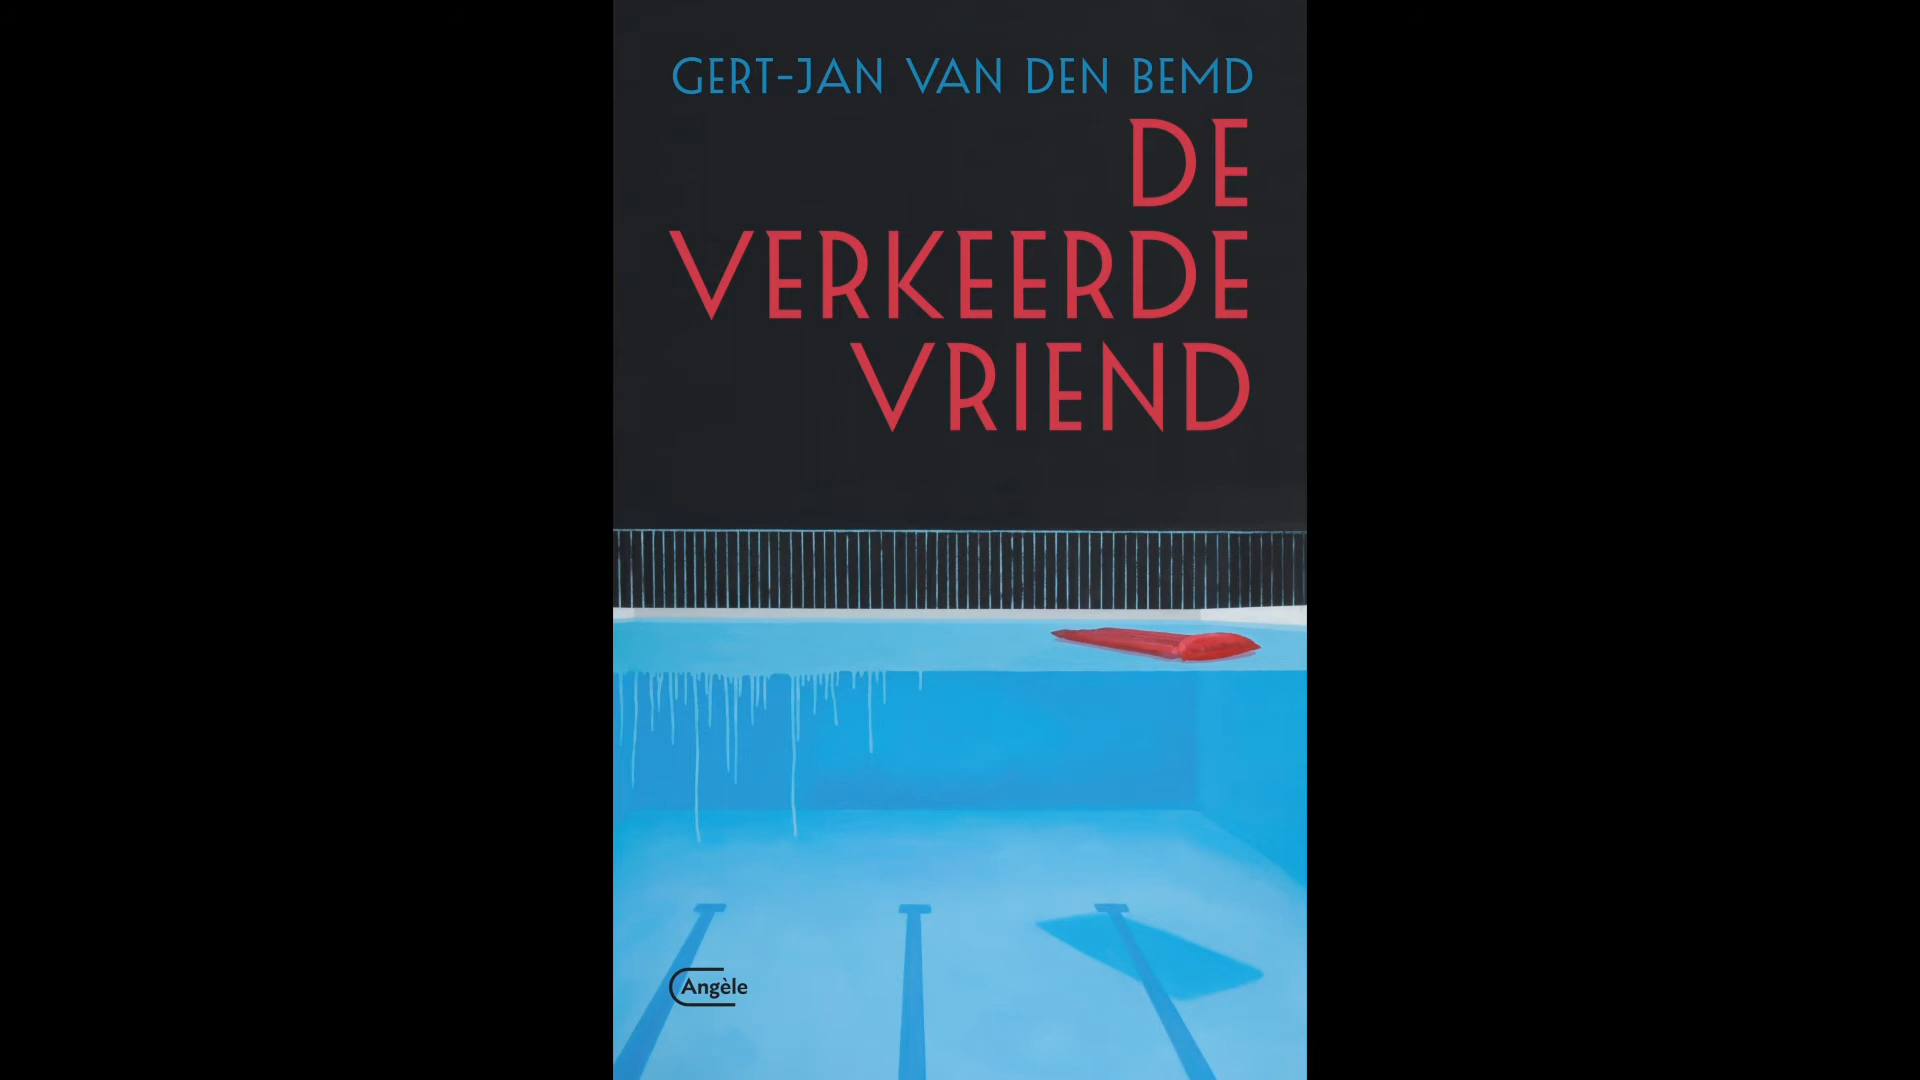 GERT-JAN VAN DEN BEMD
DE
VERKEERDE
VRIEND
Angèle